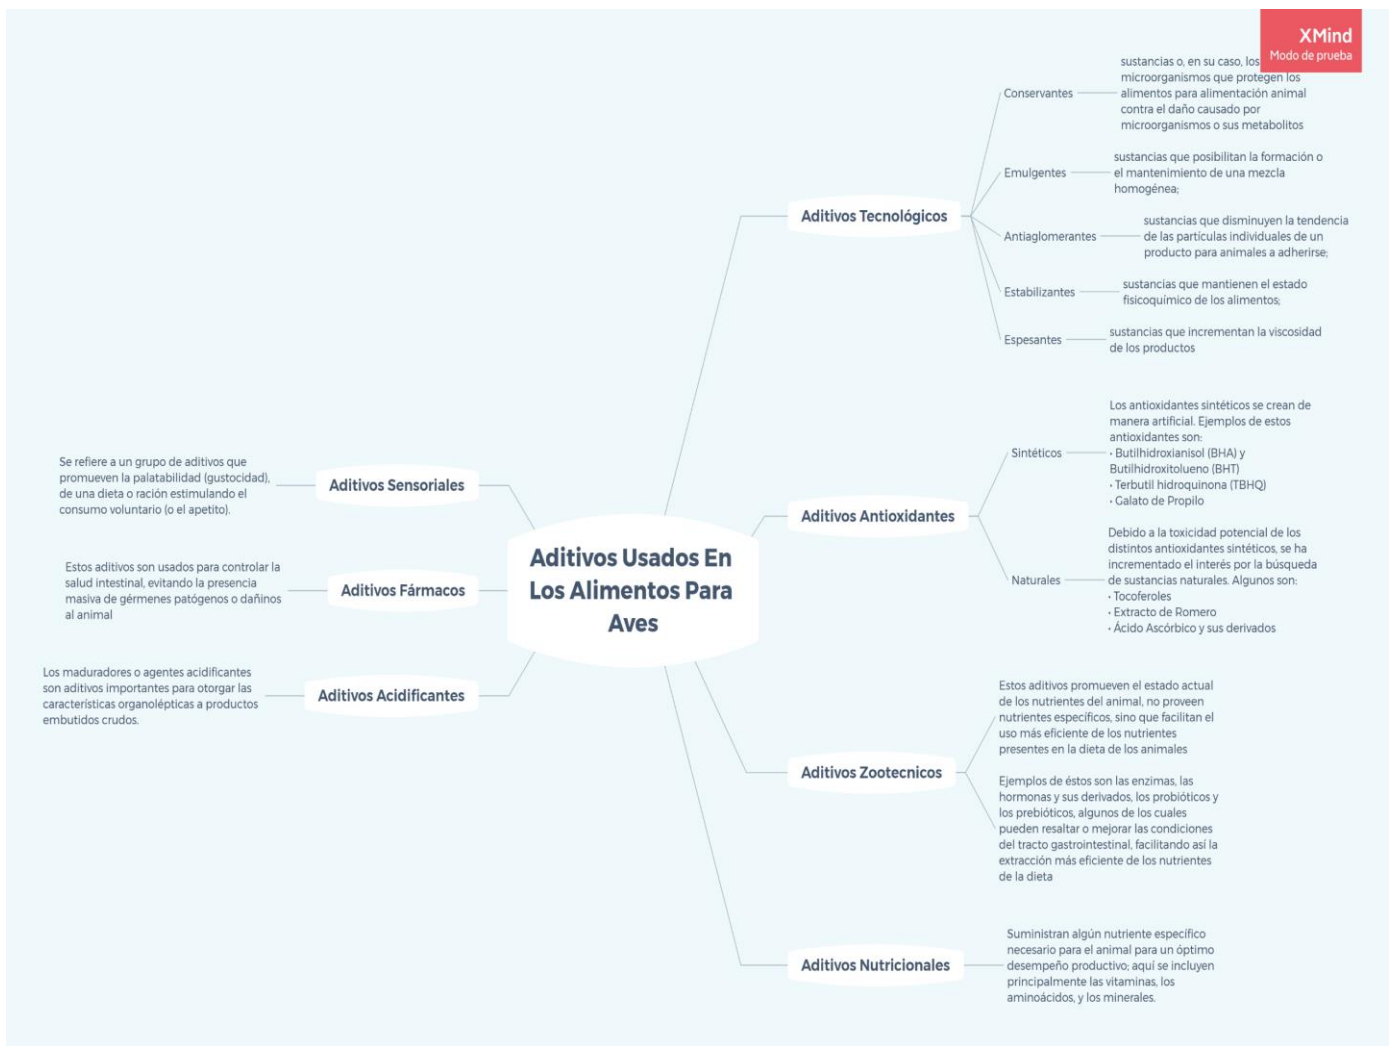 XMind
Modo de prueba
Aditivos Usados En
Los Alimentos Para
Aves
Aditivos Tecnológicos
Conservantes
sustancias o, en su caso, los
microorganismos que protegen los
alimentos para alimentación animal
contra el daño causado por
microorganismos o sus metabolitos
Emulgentes
sustancias que posibilitan la formación o
el mantenimiento de una mezcla
homogénea;
Antiaglomerantes
sustancias que disminuyen la tendencia
de las partículas individuales de un
producto para animales a adherirse;
Estabilizantes
sustancias que mantienen el estado
fisicoquímico de los alimentos;
Espesantes
sustancias que incrementan la viscosidad
de los productos
Aditivos Antioxidantes
Sintéticos
Los antioxidantes sintéticos se crean de
manera artificial. Ejemplos de estos
antioxidantes son:
• Butilhidroxianisol (BHA) y
Butilhidroxitolueno (BHT)
• Terbutil hidroquinona (TBHQ)
• Galato de Propilo
Naturales
Debido a la toxicidad potencial de los
distintos antioxidantes sintéticos, se ha
incrementado el interés por la búsqueda
de sustancias naturales. Algunos son:
• Tocoferoles
• Extracto de Romero
• Ácido Ascórbico y sus derivados
Aditivos Zootecnicos
Estos aditivos promueven el estado actual
de los nutrientes del animal, no proveen
nutrientes específicos, sino que facilitan el
uso más eficiente de los nutrientes
presentes en la dieta de los animales
Ejemplos de éstos son las enzimas, las
hormonas y sus derivados, los probióticos y
los prebióticos, algunos de los cuales
pueden resaltar o mejorar las condiciones
del tracto gastrointestinal, facilitando así la
extracción más eficiente de los nutrientes
de la dieta
Aditivos Nutricionales
Suministran algún nutriente específico
necesario para el animal para un óptimo
desempeño productivo; aquí se incluyen
principalmente las vitaminas, los
aminoácidos, y los minerales.
Aditivos Sensoriales
Se refiere a un grupo de aditivos que
promueven la palatabilidad (gustocidad),
de una dieta o ración estimulando el
consumo voluntario (o el apetito).
Aditivos Fármacos
Estos aditivos son usados para controlar la
salud intestinal, evitando la presencia
masiva de gérmenes patógenos o dañinos
al animal
Aditivos Acidificantes
Los maduradores o agentes acidificantes
son aditivos importantes para otorgar las
características organolépticas a productos
embutidos crudos.